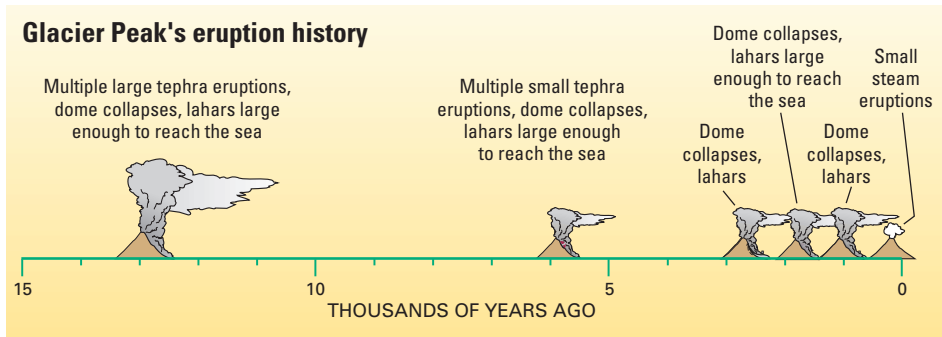 Glacier Peak's eruption history
Multiple large tephra eruptions,
dome collapses, lahars large
enough to reach the sea
Multiple small tephra
eruptions, dome collapses,
lahars large enough
to reach the sea
Dome
collapses,
lahars
Dome collapses,
lahars large
enough to reach
the sea
Dome
collapses,
lahars
Small
steam
eruptions
15
10
5
0
THOUSANDS OF YEARS AGO